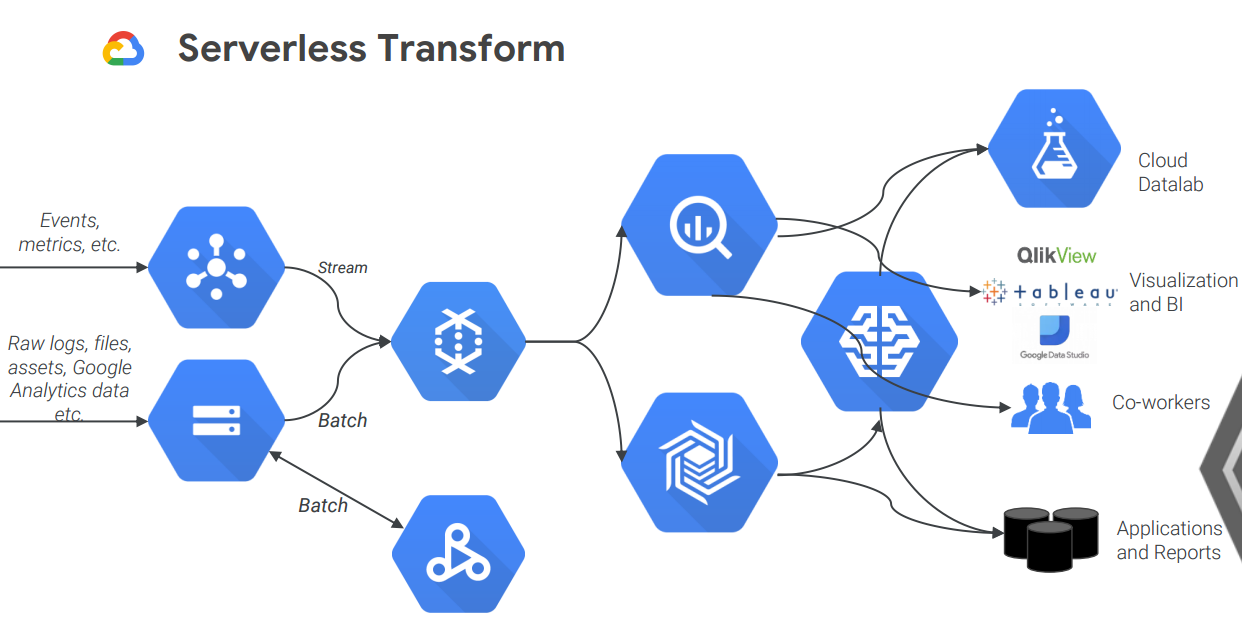 Serverless Transform
Events,
metrics, etc.
Stream
Raw logs, files,
assets, Google
Analytics data
etc.
Batch
Batch
Cloud
Datalab
QlikView
+ a b l e a u
S O F T W A R E
Visualization
and BI
Google Data Studio
Co-workers
Applications
and Reports